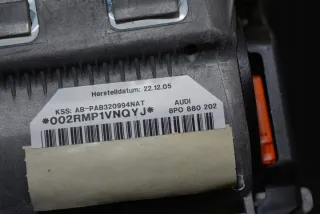 Herstelldatum: 22.12.05
KSS: AB-PAB320994NAT AUDI
*002RMP1VNQYJ* 8P0 880 202